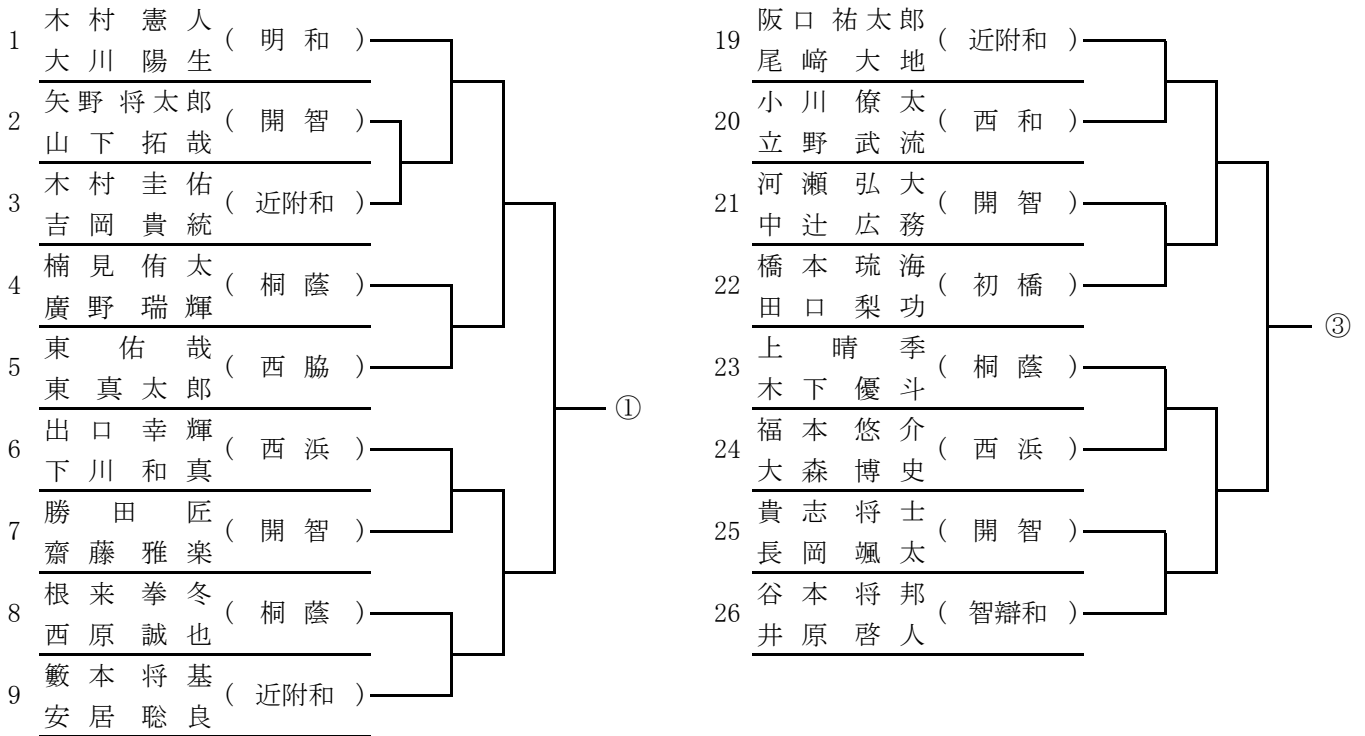 木村憲人
1 (明和)
大川陽生
矢野将太郎
2 (開智)
山下拓哉
木村圭佑
3 (近附和)
吉岡貴統
楠見侑太
4 (桐蔭)
廣野瑞輝
東佑哉
5 (西脇)
東真太郎
①
出口幸輝
6 (西浜)
下川和真
勝田匠
7 (開智)
齋藤雅楽
根来拳冬
8 (桐蔭)
西原誠也
籔本将基
9 (近附和)
安居聡良
阪口祐太郎
19 (近附和)
尾﨑大地
小川僚太
20 (西和)
立野武流
河瀬弘大
21 (開智)
中辻広務
橋本琉海
22 (初橋)
田口梨功
③
上晴季
23 (桐蔭)
木下優斗
福本悠介
24 (西浜)
大森博史
貴志将士
25 (開智)
長岡颯太
谷本将邦
26 (智辯和)
井原啓人